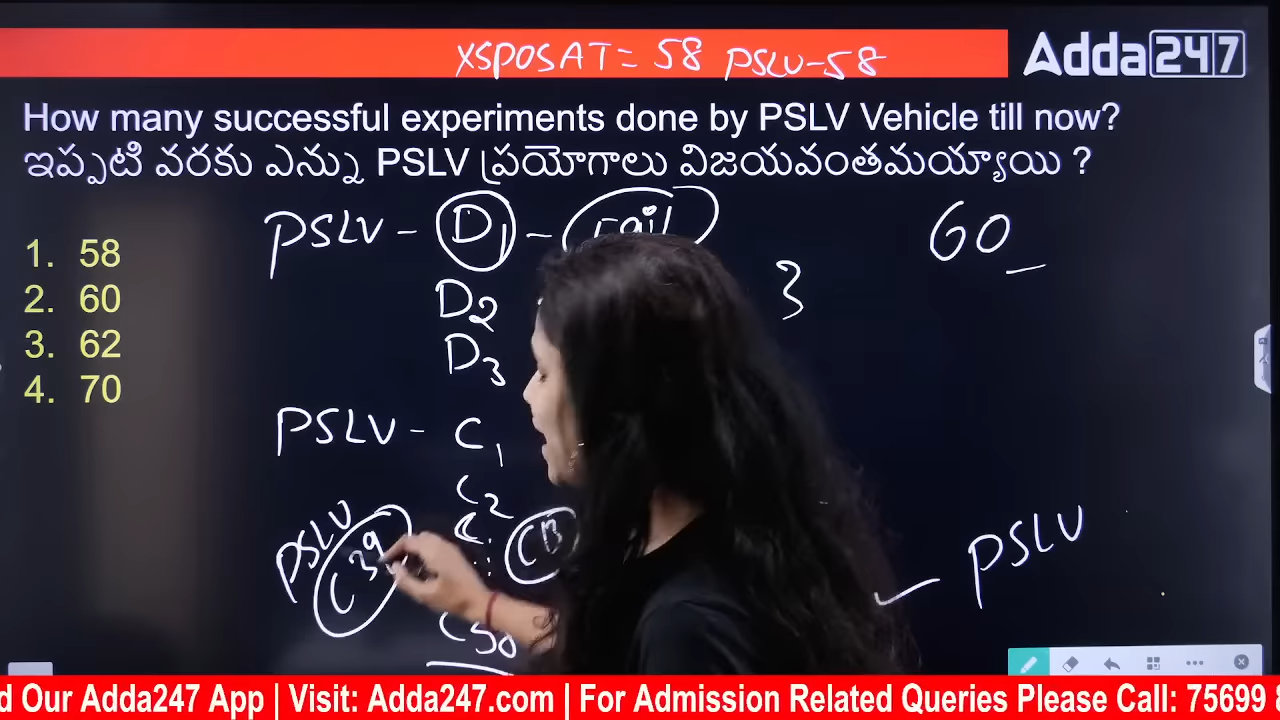 XSPOSAT = 58 PSLV-58
Adda247
How many successful experiments done by PSLV Vehicle till now?
ఇప్పటి వరకు ఎన్ని PSLV ప్రయోగాలు విజయవంతమయ్యాయి ?
PSLV - D1 - fail
60
1. 58
2. 60
3. 62
4. 70
D2
3
D3
PSLV - C1
C2
C
PSLV
C39
PSLV
C50
d Our Adda247 App | Visit: Adda247.com | For Admission Related Queries Please Call: 75699 8